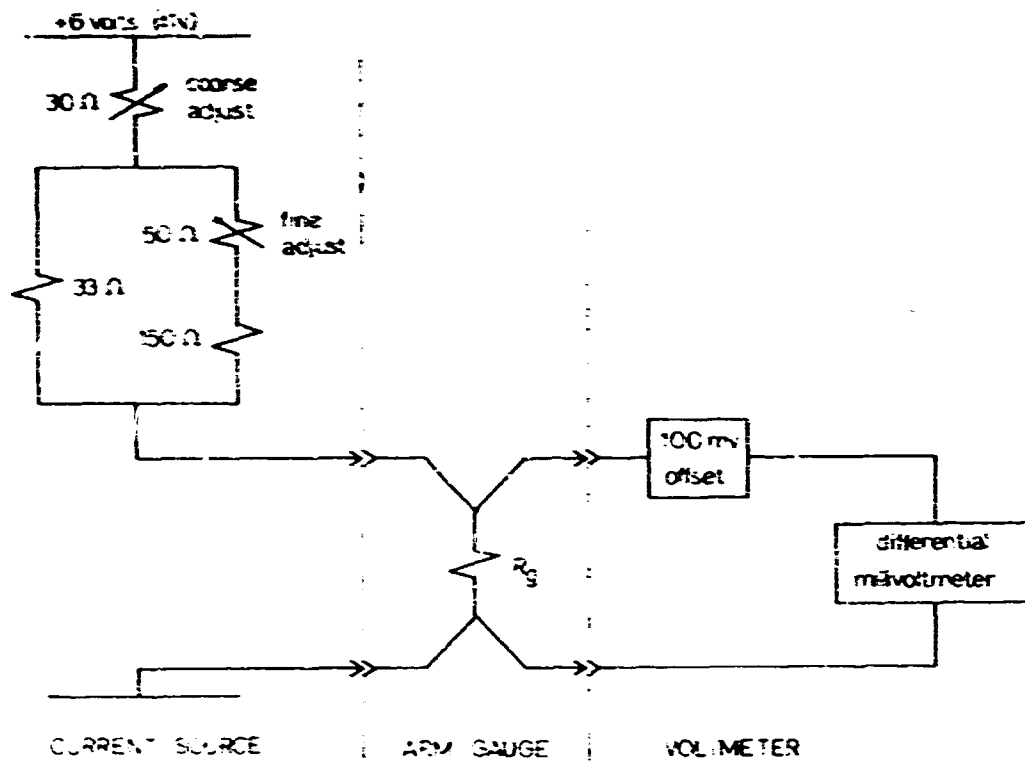 +6 volts
30 Ω
coarse
adjust
50 Ω
fine
adjust
33 Ω
150 Ω
100 mv
offset
Rg
differential
millivoltmeter
CURRENT SOURCE
ARM GAUGE
VOLTMETER